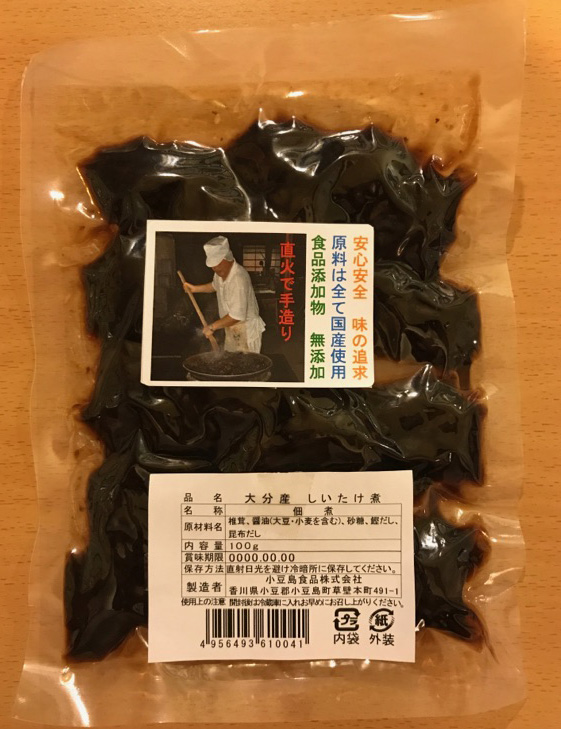 安心安全 味の追求
原料は全て国産使用
食品添加物 無添加
直火で手造り
品名 大分産 しいたけ煮
名称 佃煮
原材料名 椎茸、醤油(大豆・小麦を含む)、砂糖、鰹だし、
昆布だし
内容量 100g
賞味期限 0000.00.00
保存方法 直射日光を避け冷暗所に保存してください。
製造者 小豆島食品株式会社
香川県小豆郡小豆島町草壁本町491-1
使用上の注意 開封後は冷蔵庫に入れお早めにお召し上がりください。
4956493610041
プラ 紙
内袋 外装